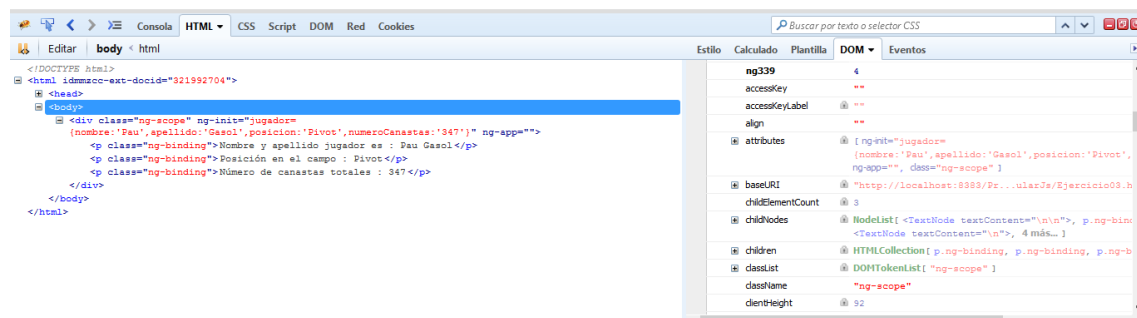 Consola HTML CSS Script DOM Red Cookies Buscar por texto o selector CSS
Editar body < html
Estilo Calculado Plantilla DOM Eventos
<!DOCTYPE html>
<html idmmzcc-ext-docid="321992704">
<head>
<body>
<div class="ng-scope" ng-init="jugador=
{nombre:'Pau',apellido:'Gasol',posicion:'Pivot',numeroCanastas:'347'}" ng-app="">
<p class="ng-binding">Nombre y apellido jugador es : Pau Gasol</p>
<p class="ng-binding">Posición en el campo : Pivot</p>
<p class="ng-binding">Número de canastas totales : 347</p>
</div>
</body>
</html>
ng339 4
accessKey ""
accessKeyLabel ""
align ""
attributes [ ng-init="jugador=
{nombre:'Pau',apellido:'Gasol',posicion:'Pivot',
ng-app="", class="ng-scope" ]
baseURI "http://localhost:8383/Pr...ularJs/Ejercicio03.h
childElementCount 3
childNodes NodeList[ <TextNode textContent="\n\n">, p.ng-bind
<TextNode textContent="\n">, 4 más... ]
children HTMLCollection[ p.ng-binding, p.ng-binding, p.ng-b
classList DOMTokenList[ "ng-scope" ]
className "ng-scope"
clientHeight 92